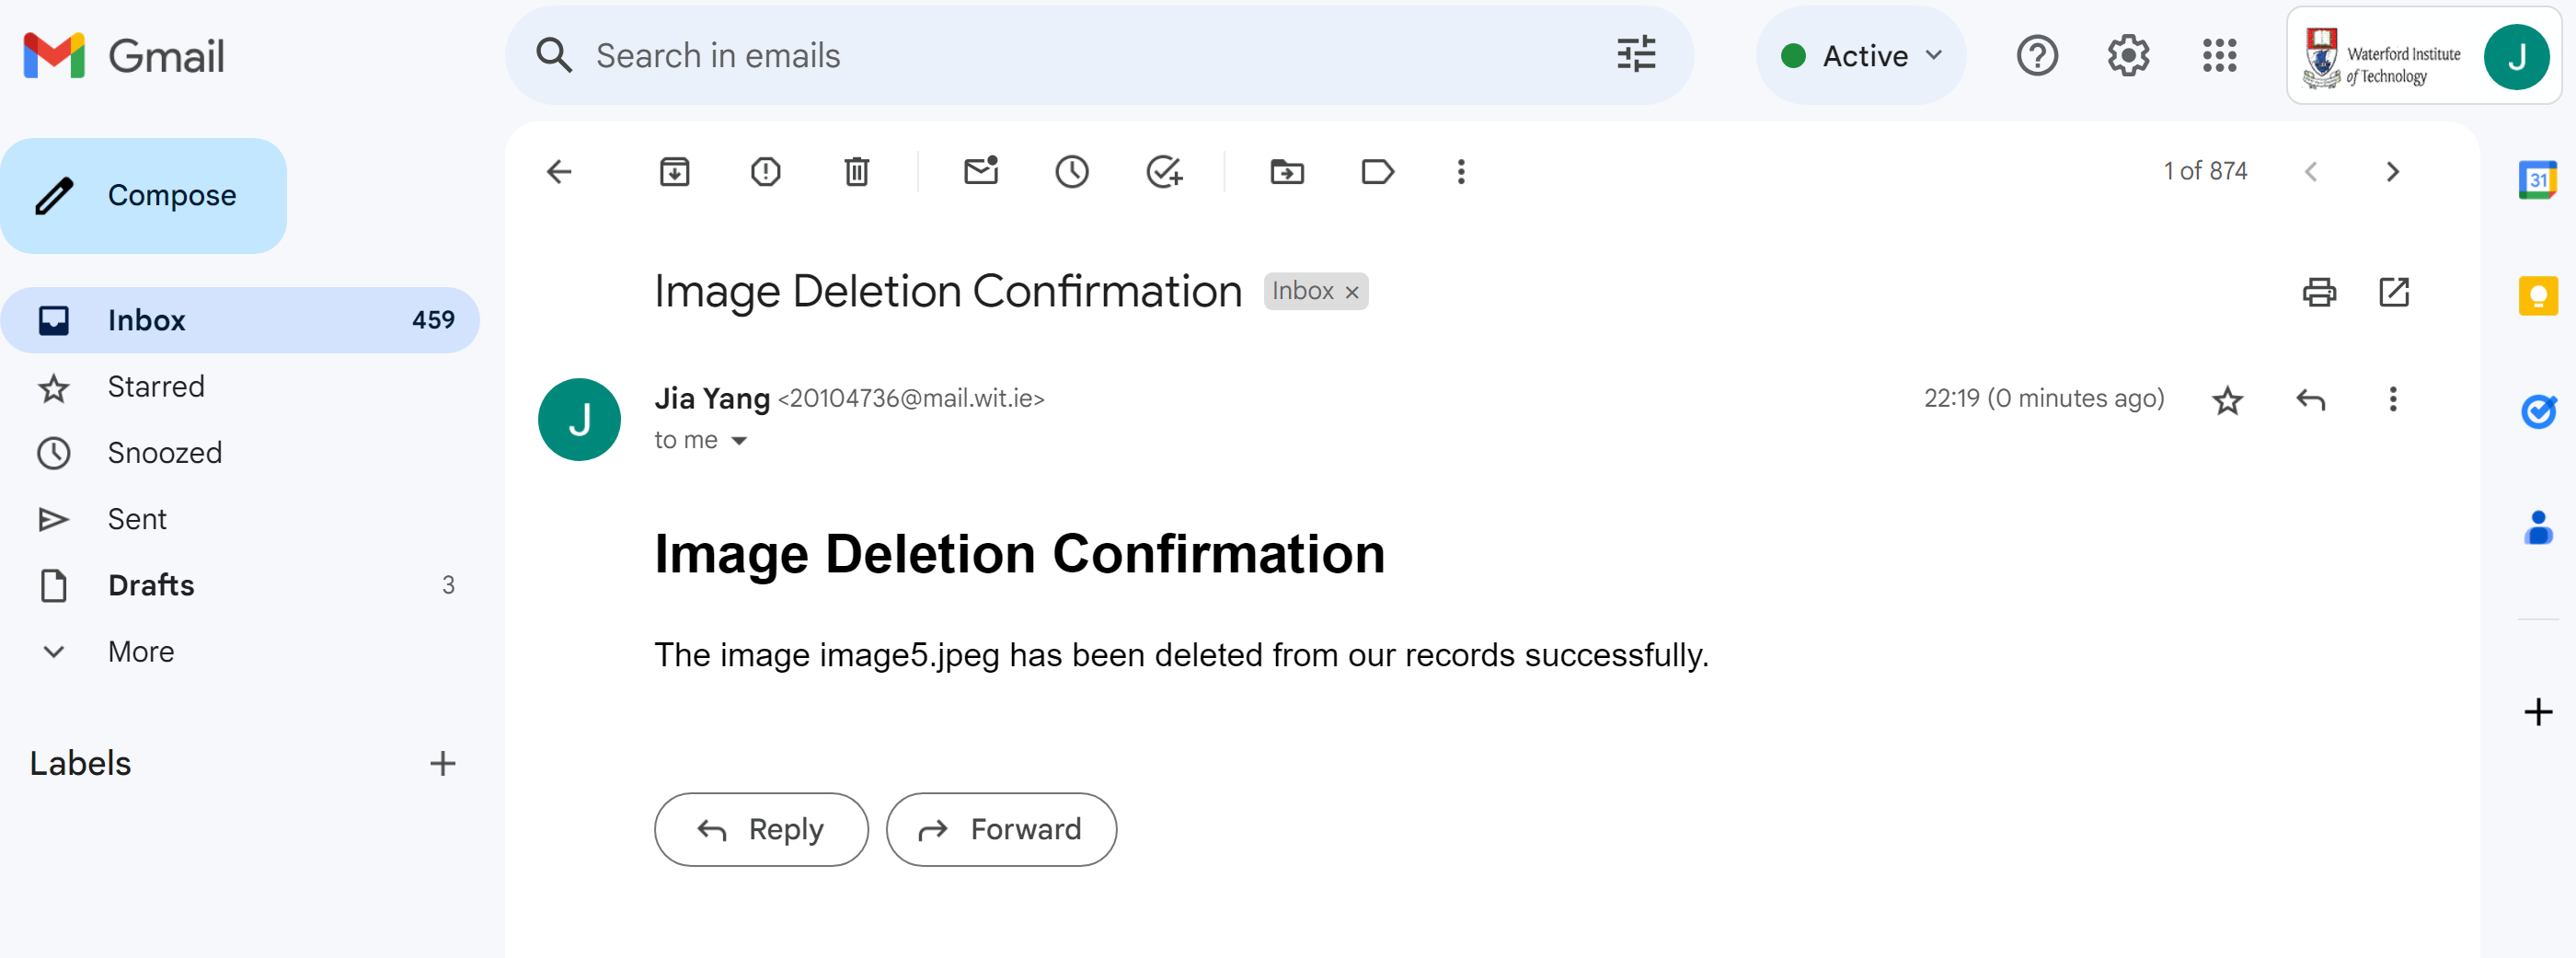 Gmail
Search in emails
Active
Waterford Institute
of Technology
J
Compose
1 of 874
31
Image Deletion Confirmation
Inbox ×
Inbox 459
Starred
Snoozed
Sent
Drafts 3
More
Labels
J
Jia Yang <20104736@mail.wit.ie>
22:19 (0 minutes ago)
to me
Image Deletion Confirmation
The image image5.jpeg has been deleted from our records successfully.
Reply
Forward